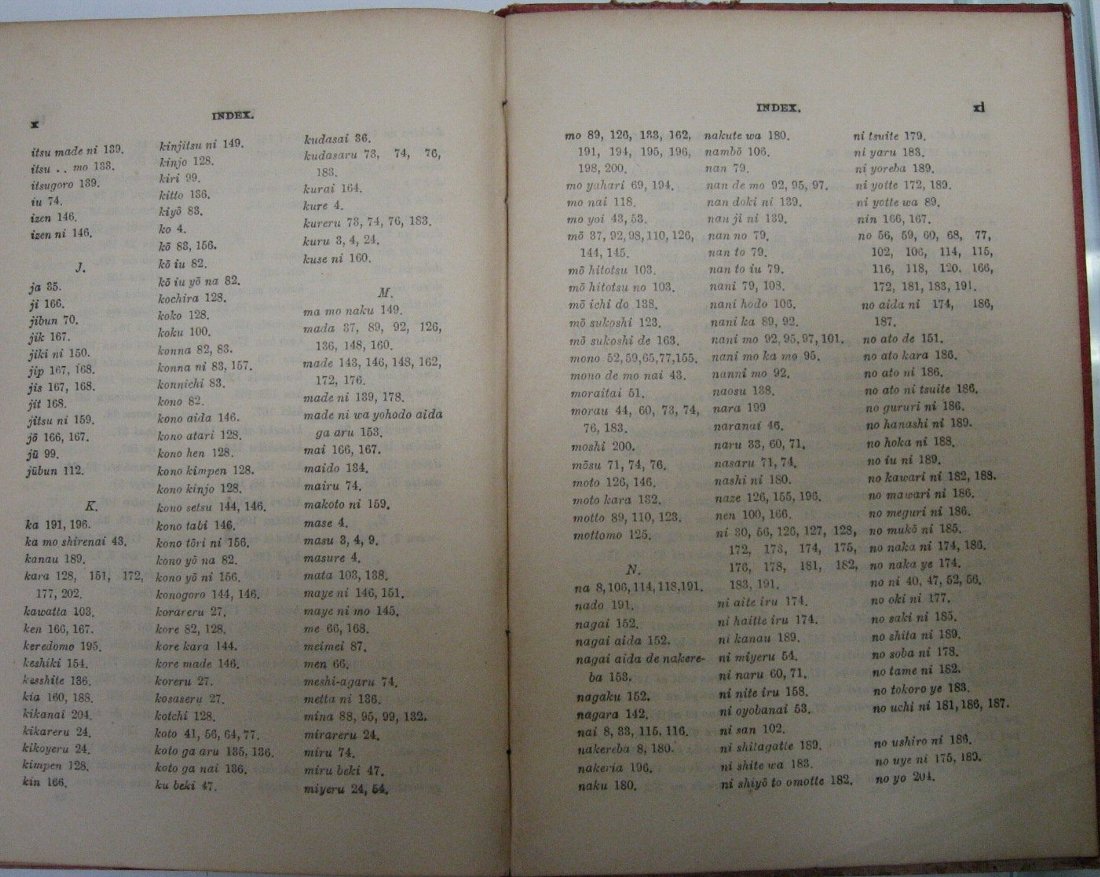 x
INDEX.
itsu made ni 139.
itsu . . mo 133.
itsugoro 139.
iu 74.
izen 146.
izen ni 146.
J.
ja 35.
ji 166.
jibun 70.
jik 167.
jiki ni 150.
jip 167, 168.
jis 167, 168.
jit 168.
jitsu ni 159.
jō 166, 167.
jū 99.
jūbun 112.
K.
ka 191, 196.
ka mo shirenai 43.
kanau 189.
kara 128, 151, 172,
177, 202.
kawatta 103.
ken 166, 167.
keredomo 195.
keshiki 154.
kesshite 136.
kia 160, 188.
kikanai 204.
kikareru 24.
kikoyeru 24.
kimpen 128.
kin 166.
kinjitsu ni 149.
kinjo 128.
kiri 99.
kitto 136.
kiyō 83.
ko 4.
kō 83, 156.
kō iu 82.
kō iu yō na 82.
kochira 128.
koko 128.
koku 100.
konna 82, 83.
konna ni 83, 157.
konnichi 83.
kono 82.
kono aida 146.
kono atari 128.
kono hen 128.
kono kimpen 128.
kono kinjo 128.
kono setsu 144, 146.
kono tabi 146.
kono tōri ni 156.
kono yō na 82.
kono yō ni 156.
konogoro 144, 146.
korareru 27.
kore 82, 128.
kore kara 144.
kore made 146.
koreru 27.
kosaseru 27.
kotchi 128.
koto 41, 56, 64, 77.
koto ga aru 135, 136.
koto ga nai 136.
ku beki 47.
kudasai 36.
kudasaru 73, 74, 76,
183.
kurai 164.
kure 4.
kureru 73, 74, 76, 183.
kuru 3, 4, 24.
kuse ni 160.
M.
ma mo naku 149.
mada 37, 89, 92, 126,
136, 148, 160.
made 143, 146, 148, 162,
172, 176.
made ni 139, 178.
made ni wa yohodo aida
ga aru 153.
mai 166, 167.
maido 134.
mairu 74.
makoto ni 159.
mase 4.
masu 3, 4, 9.
masure 4.
mata 103, 138.
maye ni 146, 151.
maye ni mo 145.
me 66, 168.
meimei 87.
men 66.
meshi-agaru 74.
metta ni 136.
mina 88, 95, 99, 132.
mirareru 24.
miru 74.
miru beki 47.
miyeru 24, 54.
INDEX.
xi
mo 89, 126, 133, 162,
191, 194, 195, 196,
198, 200.
mo yahari 69, 194.
mo nai 118.
mo yoi 43, 53.
mō 37, 92, 98, 110, 126,
144, 145.
mō hitotsu 103.
mō hitotsu no 103.
mō ichi do 138.
mō sukoshi 123.
mō sukoshi de 163.
mono 52, 59, 65, 77, 155.
mono de mo nai 43.
moraitai 51.
morau 44, 60, 73, 74,
76, 183.
moshi 200.
mōsu 71, 74, 76.
moto 126, 146.
moto kara 132.
motto 89, 110, 123.
mottomo 125.
N.
na 8, 106, 114, 118, 191.
nado 191.
nagai 152.
nagai aida 152.
nagai aida de nakere-
ba 153.
nagaku 152.
nagara 142.
nai 8, 33, 115, 116.
nakereba 8, 180.
nakeria 196.
naku 180.
nakute wa 180.
nambō 106.
nan 79.
nan de mo 92, 95, 97.
nan doki ni 139.
nan ji ni 139.
nan no 79.
nan to 79.
nan to iu 79.
nani 79, 108.
nani hodo 106.
nani ka 89, 92.
nani mo 92, 95, 97, 101.
nani mo ka mo 95.
nanni mo 92.
naosu 138.
nara 199
naranai 46.
naru 33, 60, 71.
nasaru 71, 74.
nashi ni 180.
naze 126, 155, 196.
nen 100, 166.
ni 30, 56, 126, 127, 128,
172, 173, 174, 175,
176, 178, 181, 182,
183, 191.
ni aite iru 174.
ni haitte iru 174.
ni kanau 189.
ni miyeru 54.
ni naru 60, 71.
ni nite iru 158.
ni oyobanai 53.
ni san 102.
ni shitagatte 189.
ni shite wa 183.
ni shiyō to omotte 182.
ni tsuite 179.
ni yaru 183.
ni yoreba 189.
ni yotte 172, 189.
ni yotte wa 89.
nin 166, 167.
no 56, 59, 60, 68, 77,
102, 106, 114, 115,
116, 118, 120, 166,
172, 181, 183, 191.
no aida ni 174, 186,
187.
no ato de 151.
no ato kara 186.
no ato ni 186.
no ato ni tsuite 186.
no gururi ni 186.
no hanashi ni 189.
no hoka ni 188.
no iu ni 189.
no kawari ni 182, 188.
no mawari ni 186.
no meguri ni 186.
no mukō ni 185.
no naka ni 174, 186.
no naka ye 174.
no ni 40, 47, 52, 56.
no oki ni 177.
no saki ni 185.
no shita ni 189.
no soba ni 178.
no tame ni 182.
no tokoro ye 183.
no uchi ni 181, 186, 187.
no ushiro ni 186.
no uye ni 175, 189.
no yo 204.